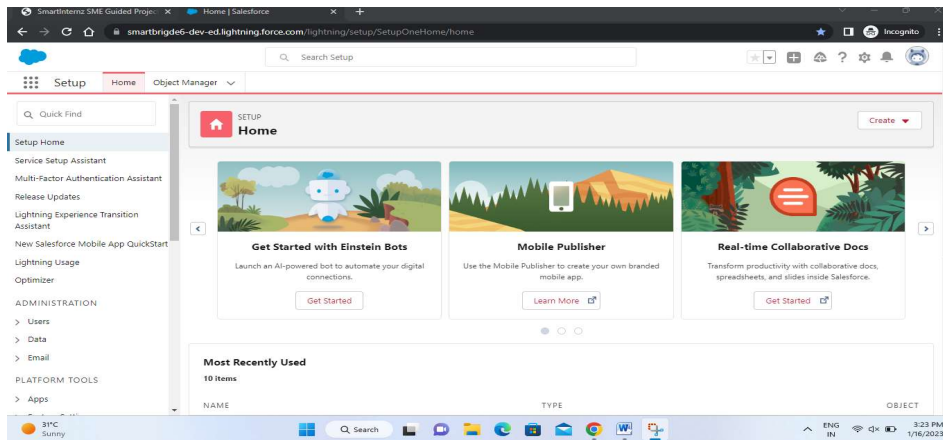 SmartInternz SME Guided Project
Home | Salesforce
smartbrigde6-dev-ed.lightning.force.com/lightning/setup/SetupOneHome/home
Incognito
Search Setup
Setup
Home
Object Manager
Quick Find
SETUP
Home
Create
Setup Home
Service Setup Assistant
Multi-Factor Authentication Assistant
Release Updates
Lightning Experience Transition
Assistant
New Salesforce Mobile App QuickStart
Lightning Usage
Optimizer
ADMINISTRATION
Users
Data
Email
PLATFORM TOOLS
Apps
Get Started with Einstein Bots
Launch an AI-powered bot to automate your digital
connections.
Get Started
Mobile Publisher
Use the Mobile Publisher to create your own branded
mobile app.
Learn More
Real-time Collaborative Docs
Transform productivity with collaborative docs,
spreadsheets, and slides inside Salesforce.
Get Started
Most Recently Used
10 items
NAME
TYPE
OBJECT
31°C
Sunny
Search
ENG
IN
3:23 PM
1/16/2023